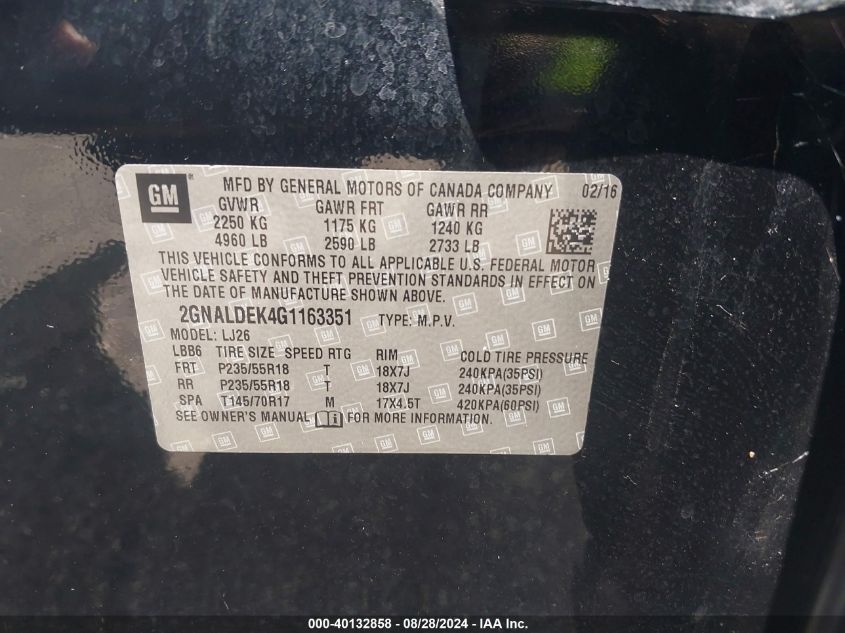 GM MFD BY GENERAL MOTORS OF CANADA COMPANY 02/16
GVWR GAWR FRT GAWR RR
2250 KG 1175 KG 1240 KG
4960 LB 2590 LB 2733 LB
THIS VEHICLE CONFORMS TO ALL APPLICABLE U.S. FEDERAL MOTOR
VEHICLE SAFETY AND THEFT PREVENTION STANDARDS IN EFFECT ON
THE DATE OF MANUFACTURE SHOWN ABOVE.
2GNALDEK4G1163351 TYPE: M.P.V.
MODEL: LJ26
LBB6 TIRE SIZE SPEED RTG RIM COLD TIRE PRESSURE
FRT P235/55R18 T 18X7J 240KPA(35PSI)
RR P235/55R18 T 18X7J 240KPA(35PSI)
SPA T145/70R17 M 17X4.5T 420KPA(60PSI)
SEE OWNER'S MANUAL FOR MORE INFORMATION.
000-40132858 / 08/28/2024 - IAA Inc.